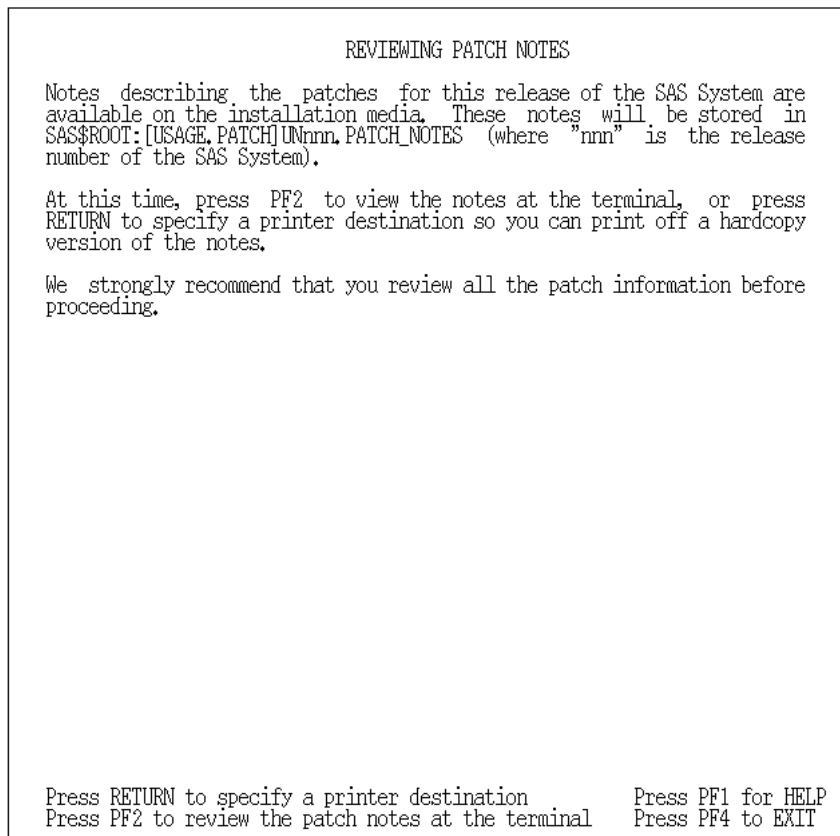 REVIEWING PATCH NOTES
Notes describing the patches for this release of the SAS System are
available on the installation media. These notes will be stored in
SAS$ROOT:[USAGE.PATCH]UNnnn.PATCH_NOTES (where "nnn" is the release
number of the SAS System).
At this time, press PF2 to view the notes at the terminal, or press
RETURN to specify a printer destination so you can print off a hardcopy
version of the notes.
We strongly recommend that you review all the patch information before
proceeding.
Press RETURN to specify a printer destination Press PF1 for HELP
Press PF2 to review the patch notes at the terminal Press PF4 to EXIT